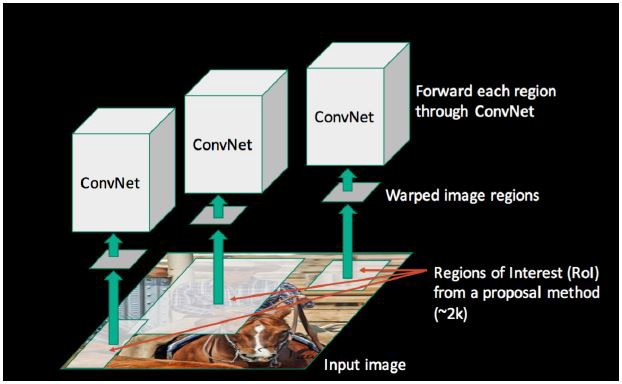 ConvNet
ConvNet
ConvNet
Forward each region
through ConvNet
Warped image regions
Regions of Interest (RoI)
from a proposal method
(~2k)
Input image